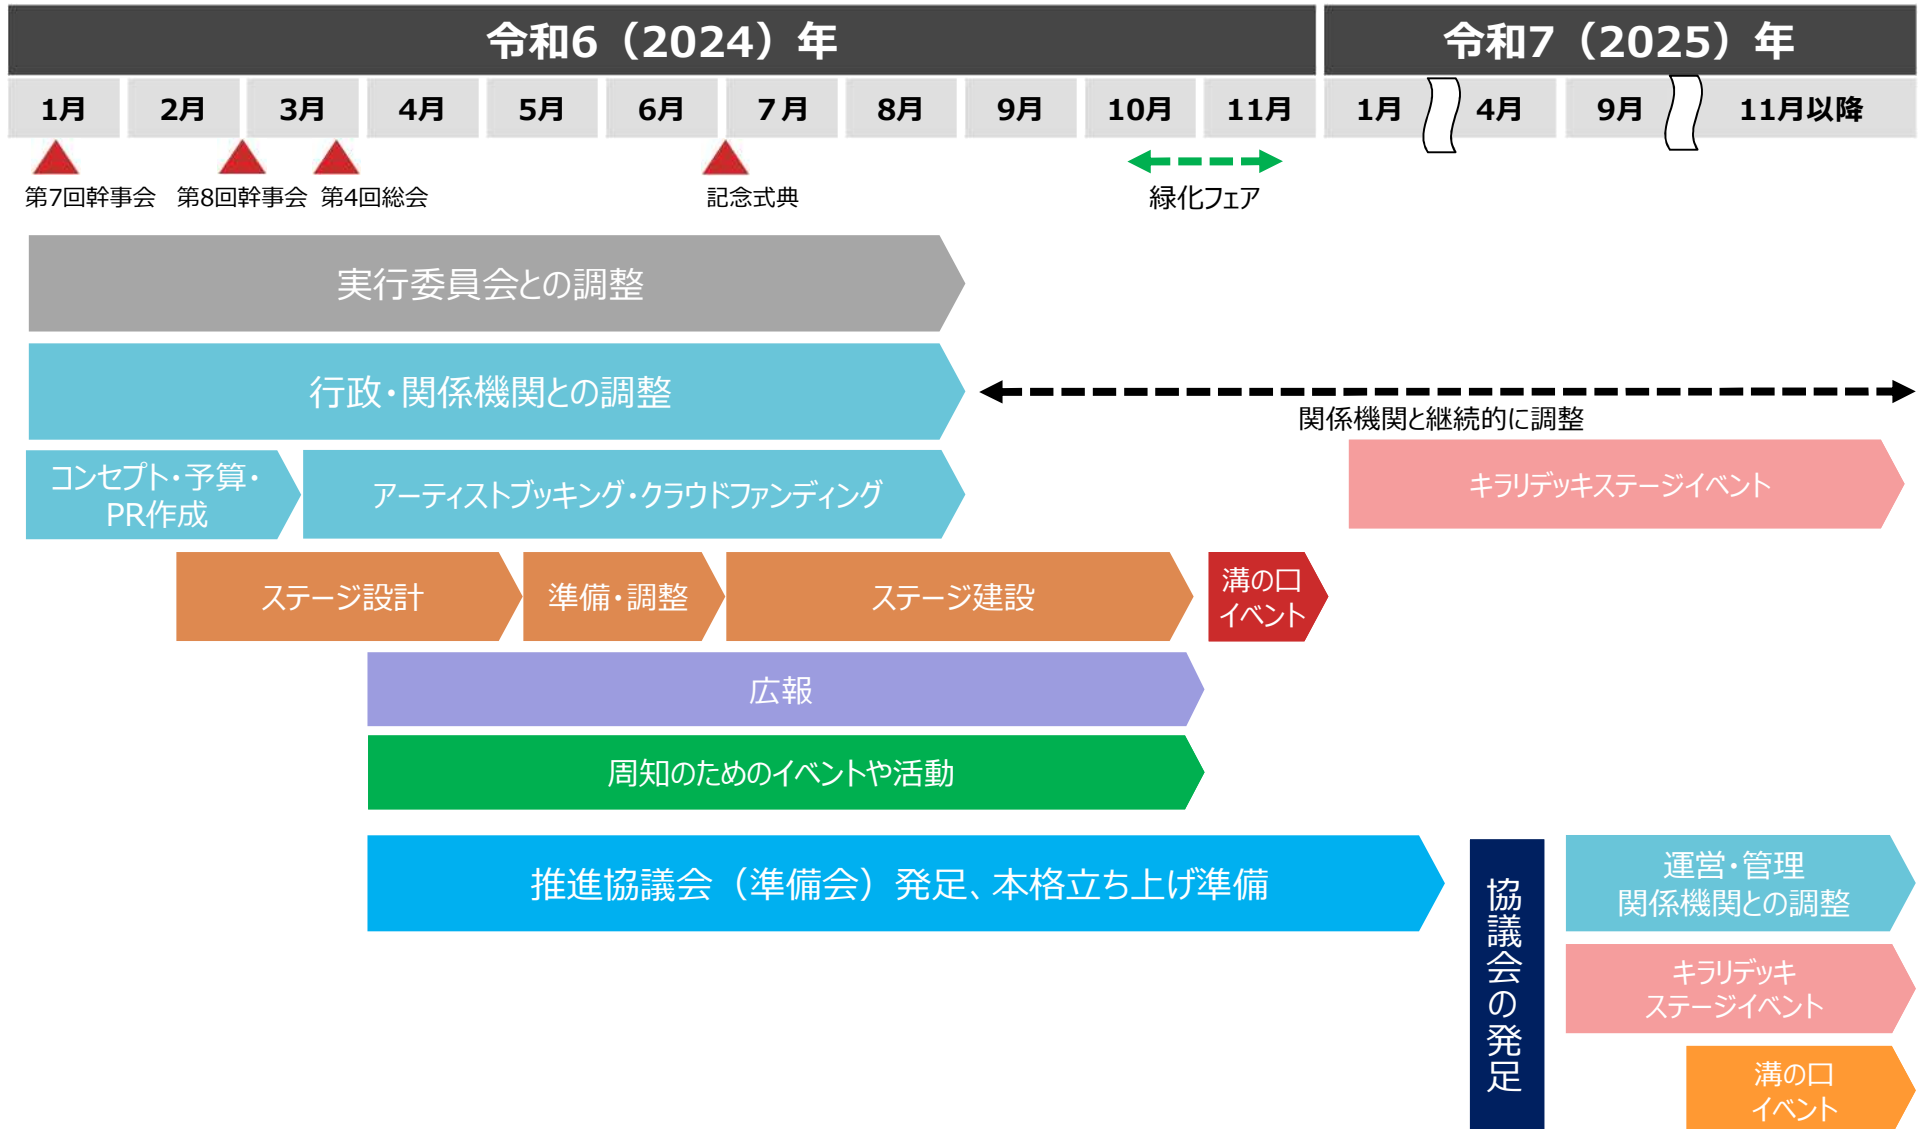 令和6（2024）年
令和7（2025）年
1月
2月
3月
4月
5月
6月
7月
8月
9月
10月
11月
1月
4月
9月
11月以降
第7回幹事会
第8回幹事会
第4回総会
記念式典
緑化フェア
実行委員会との調整
行政・関係機関との調整
関係機関と継続的に調整
コンセプト・予算・
PR作成
アーティストブッキング・クラウドファンディング
キラリデッキステージイベント
ステージ設計
準備・調整
ステージ建設
溝の口
イベント
広報
周知のためのイベントや活動
推進協議会（準備会）発足、本格立ち上げ準備
協議会の発足
運営・管理
関係機関との調整
キラリデッキ
ステージイベント
溝の口
イベント